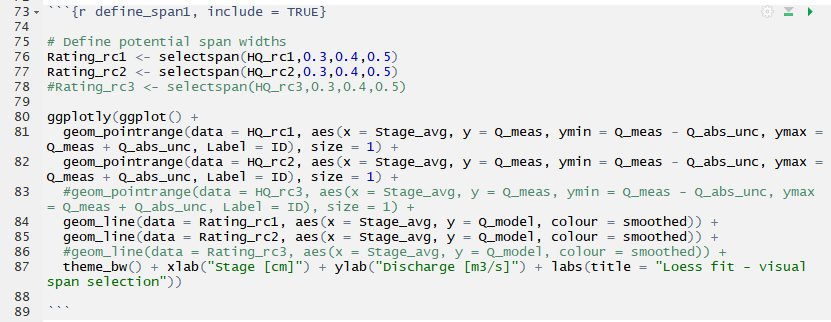 73 ```{r define_span1, include = TRUE}
74
75 # Define potential span widths
76 Rating_rc1 <- selectspan(HQ_rc1,0.3,0.4,0.5)
77 Rating_rc2 <- selectspan(HQ_rc2,0.3,0.4,0.5)
78 #Rating_rc3 <- selectspan(HQ_rc3,0.3,0.4,0.5)
79
80 ggplotly(ggplot() +
81   geom_pointrange(data = HQ_rc1, aes(x = Stage_avg, y = Q_meas, ymin = Q_meas - Q_abs_unc, ymax =
Q_meas + Q_abs_unc, Label = ID), size = 1) +
82   geom_pointrange(data = HQ_rc2, aes(x = Stage_avg, y = Q_meas, ymin = Q_meas - Q_abs_unc, ymax =
Q_meas + Q_abs_unc, Label = ID), size = 1) +
83   #geom_pointrange(data = HQ_rc3, aes(x = Stage_avg, y = Q_meas, ymin = Q_meas - Q_abs_unc, ymax
= Q_meas + Q_abs_unc, Label = ID), size = 1) +
84   geom_line(data = Rating_rc1, aes(x = Stage_avg, y = Q_model, colour = smoothed)) +
85   geom_line(data = Rating_rc2, aes(x = Stage_avg, y = Q_model, colour = smoothed)) +
86   #geom_line(data = Rating_rc3, aes(x = Stage_avg, y = Q_model, colour = smoothed)) +
87   theme_bw() + xlab("Stage [cm]") + ylab("Discharge [m3/s]") + labs(title = "Loess fit - visual
span selection"))
88
89 ```